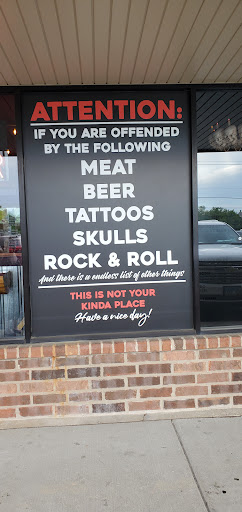 ATTENTION:
IF YOU ARE OFFENDED
BY THE FOLLOWING
MEAT
BEER
TATTOOS
SKULLS
ROCK & ROLL
And there is a endless list of other things
THIS IS NOT YOUR
KINDA PLACE
Have a nice day!